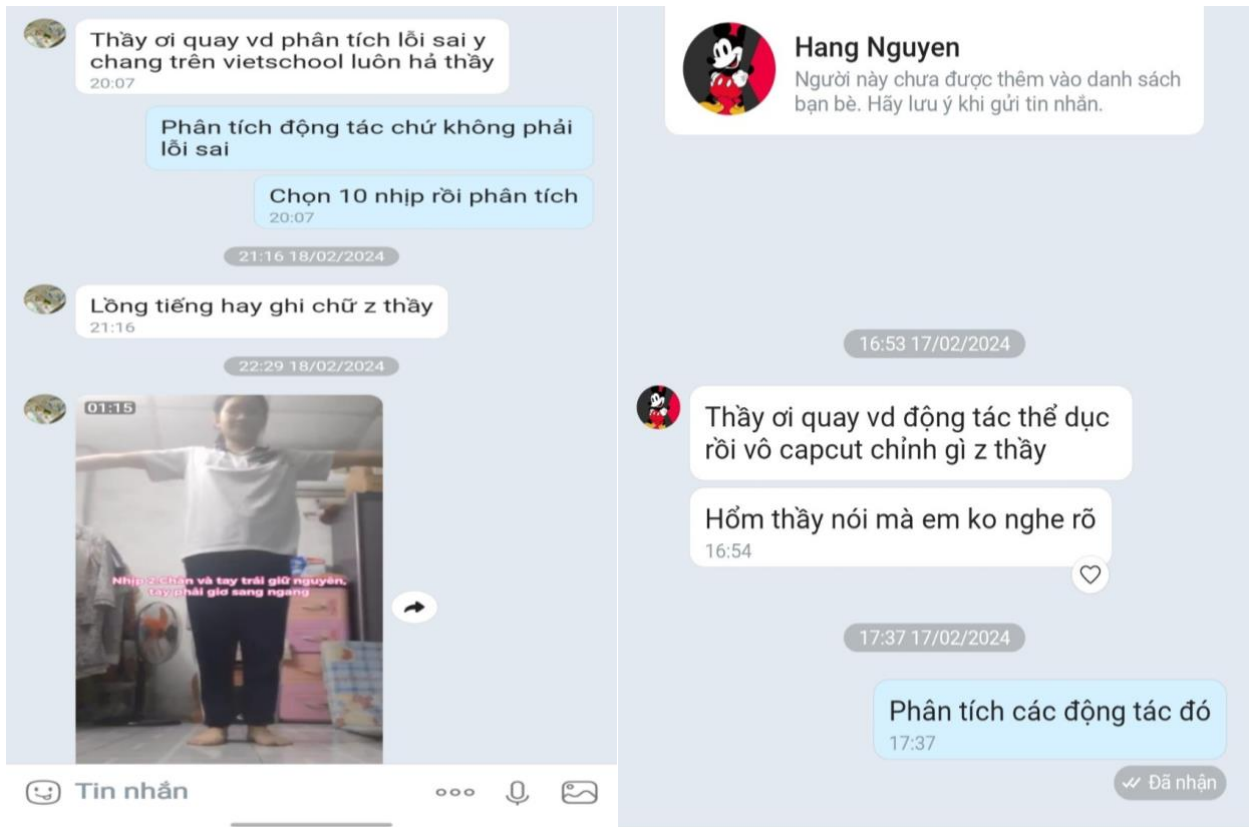 Thầy ơi quay vd phân tích lỗi sai y
chang trên vietschool luôn hả thầy
20:07
Phân tích động tác chứ không phải
lỗi sai
Chọn 10 nhịp rồi phân tích
20:07
21:16 18/02/2024
Lồng tiếng hay ghi chữ z thầy
21:16
22:29 18/02/2024
01:15
Nhịp 2.Chân và tay trái giữ nguyên,
tay phải giơ sang ngang
Tin nhắn
Hang Nguyen
Người này chưa được thêm vào danh sách
bạn bè. Hãy lưu ý khi gửi tin nhắn.
16:53 17/02/2024
Thầy ơi quay vd động tác thể dục
rồi vô capcut chỉnh gì z thầy
Hổm thầy nói mà em ko nghe rõ
16:54
17:37 17/02/2024
Phân tích các động tác đó
17:37
Đã nhận